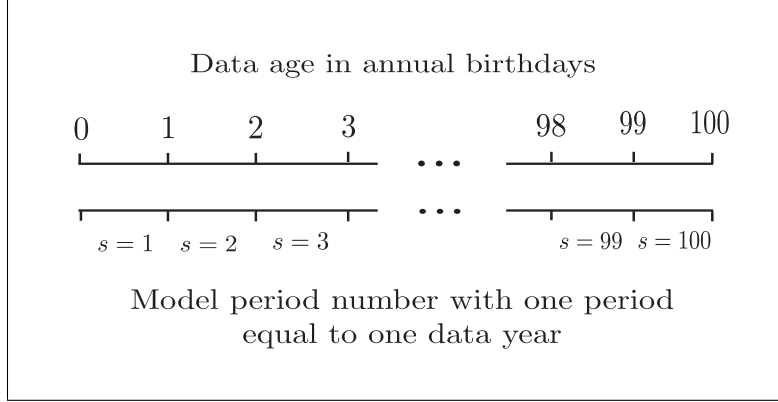 Data age in annual birthdays
0 1 2 3 98 99 100
s = 1 s = 2 s = 3 s = 99 s = 100
Model period number with one period
equal to one data year